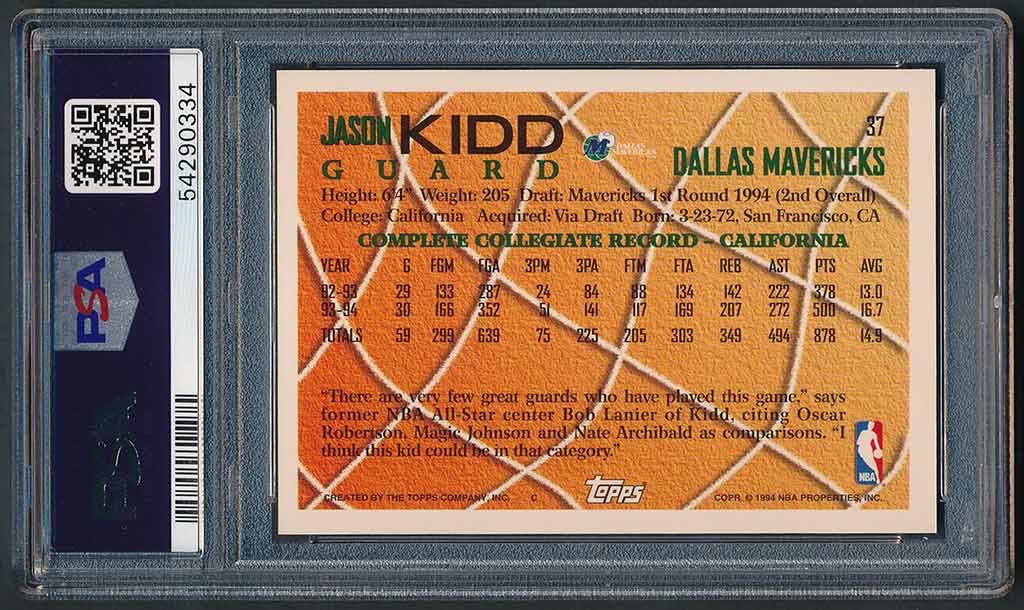 54290334
PSA
PSA
JASON KIDD
GUARD
DALLAS MAVERICKS
37
DALLAS MAVERICKS
Height: 6'4" Weight: 205 Draft: Mavericks 1st Round 1994 (2nd Overall)
College: California Acquired: Via Draft Born: 3-23-72, San Francisco, CA
COMPLETE COLLEGIATE RECORD – CALIFORNIA
YEAR G FGM FGA 3PM 3PA FTM FTA REB AST PTS AVG
92-93 29 133 287 24 84 88 134 142 222 378 13.0
93-94 30 166 352 51 141 117 169 207 272 500 16.7
TOTALS 59 299 639 75 225 205 303 349 494 878 14.9
"There are very few great guards who have played this game," says
former NBA All-Star center Bob Lanier of Kidd, citing Oscar
Robertson, Magic Johnson and Nate Archibald as comparisons. "I
think this kid could be in that category."
NBA
CREATED BY THE TOPPS COMPANY, INC. C
TOPPS
COPR. © 1994 NBA PROPERTIES, INC.